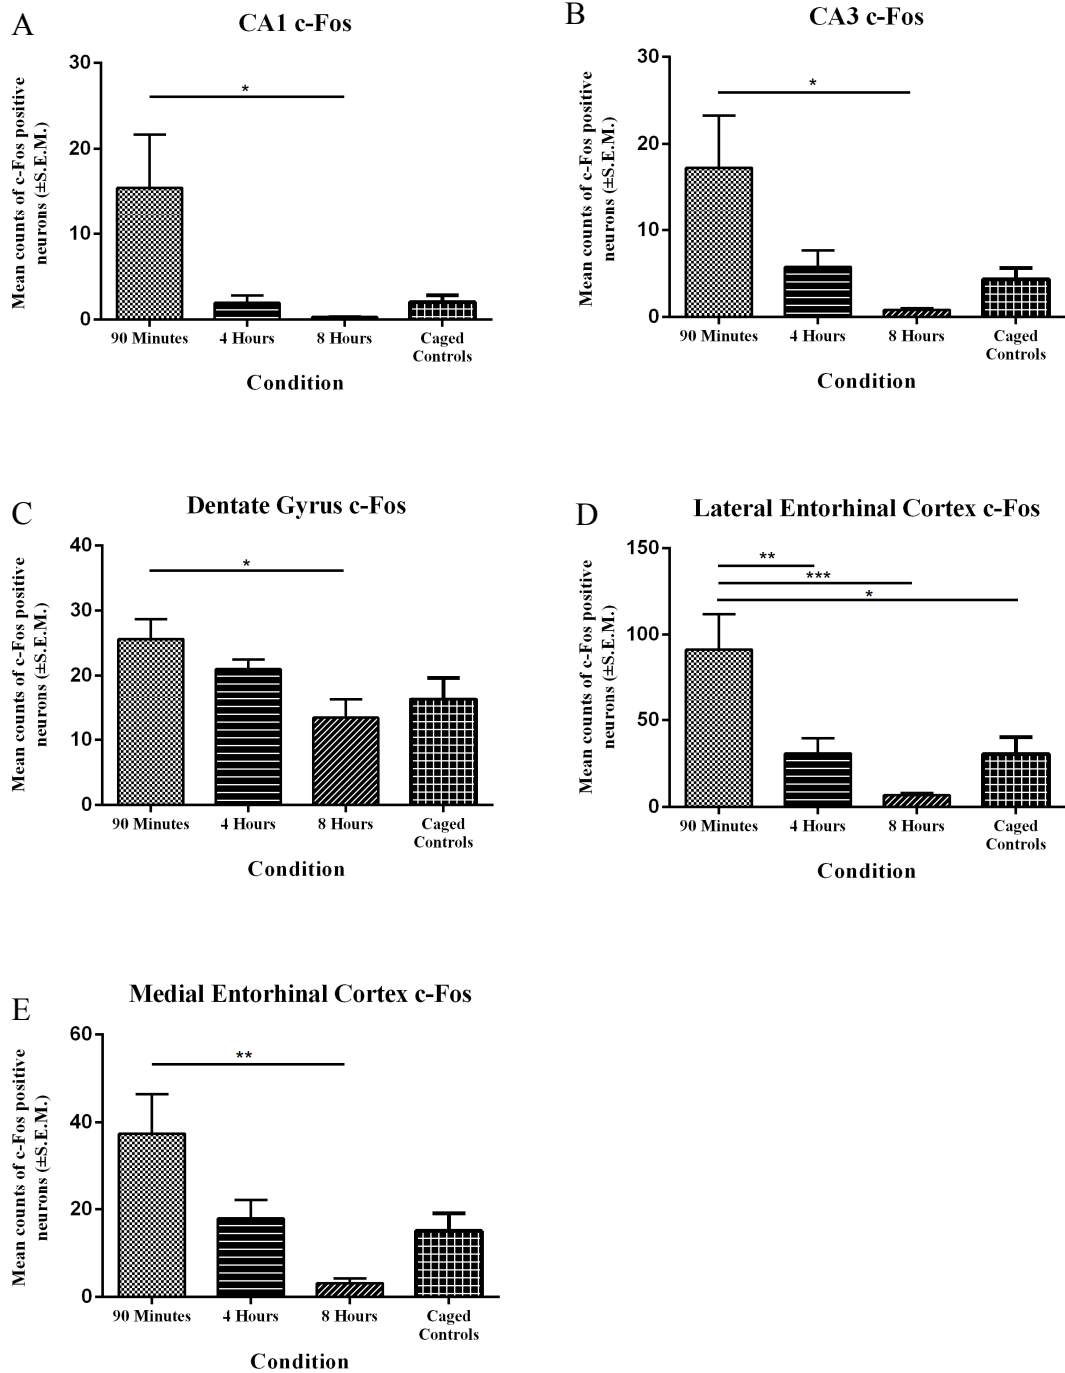 A
CA1 c-Fos
Mean counts of c-Fos positive
neurons (±S.E.M.)
30
20
10
0
*
90 Minutes
4 Hours
8 Hours
Caged
Controls
Condition
B
CA3 c-Fos
Mean counts of c-Fos positive
neurons (±S.E.M.)
30
20
10
0
*
90 Minutes
4 Hours
8 Hours
Caged
Controls
Condition
C
Dentate Gyrus c-Fos
Mean counts of c-Fos positive
neurons (±S.E.M.)
40
30
20
10
0
*
90 Minutes
4 Hours
8 Hours
Caged
Controls
Condition
D
Lateral Entorhinal Cortex c-Fos
Mean counts of c-Fos positive
neurons (±S.E.M.)
150
100
50
0
**
***
*
90 Minutes
4 Hours
8 Hours
Caged
Controls
Condition
E
Medial Entorhinal Cortex c-Fos
Mean counts of c-Fos positive
neurons (±S.E.M.)
60
40
20
0
**
90 Minutes
4 Hours
8 Hours
Caged
Controls
Condition